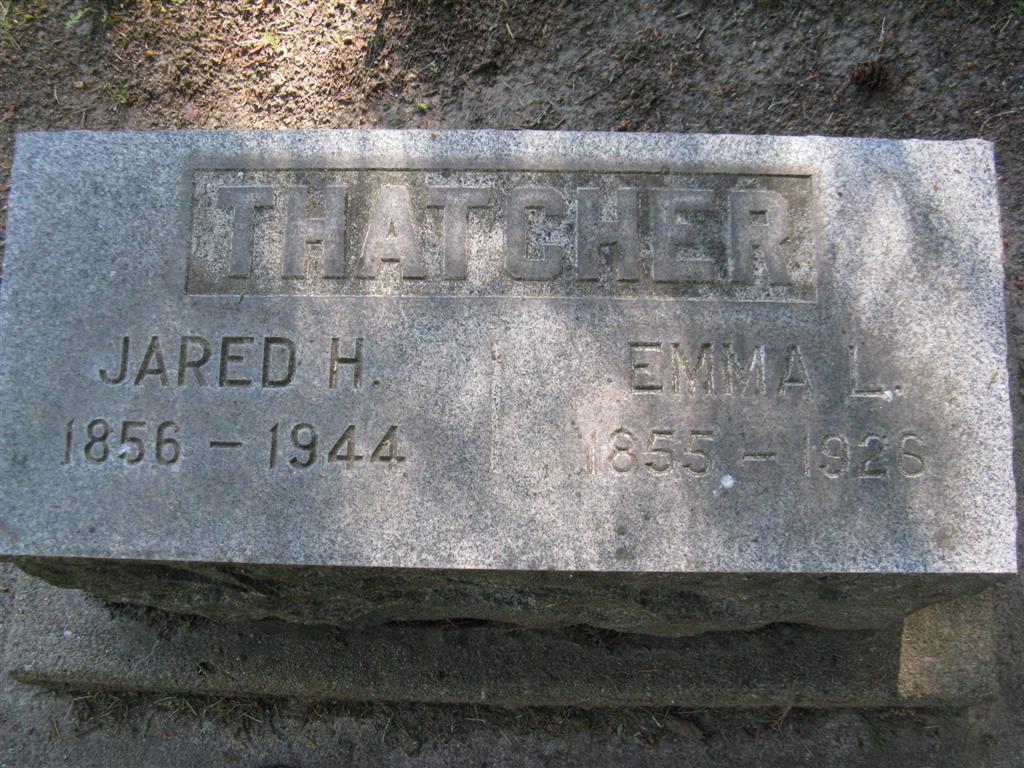 THATCHER
JARED H. EMMA L.
1856 – 1944 1855 – 1926